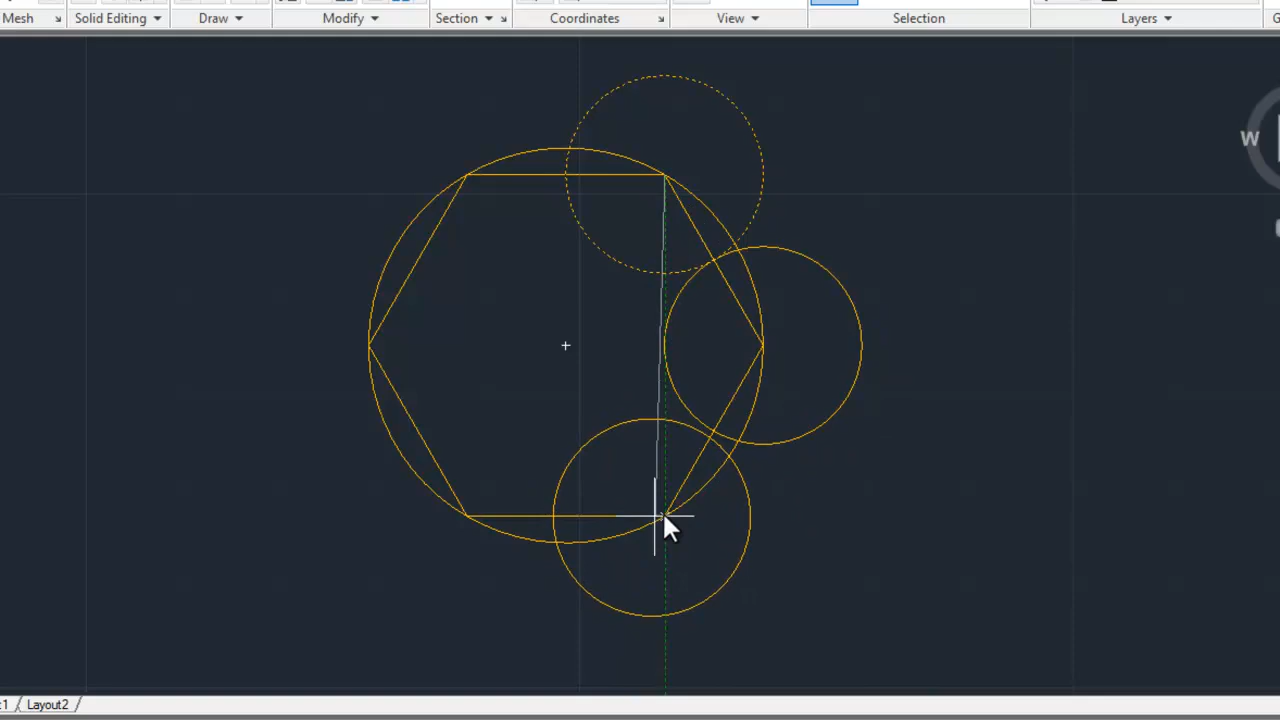 Mesh Solid Editing Draw Modify Section Coordinates View Selection Layers
W
Layout2